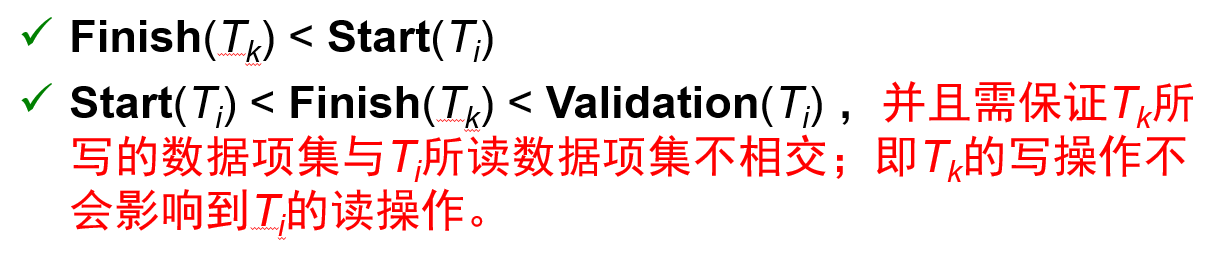 ✓ Finish(Tk) < Start(Ti)
✓ Start(Ti) < Finish(Tk) < Validation(Ti) ，并且需保证Tk所
写的数据项集与Ti所读数据项集不相交；即Tk的写操作不
会影响到Ti的读操作。